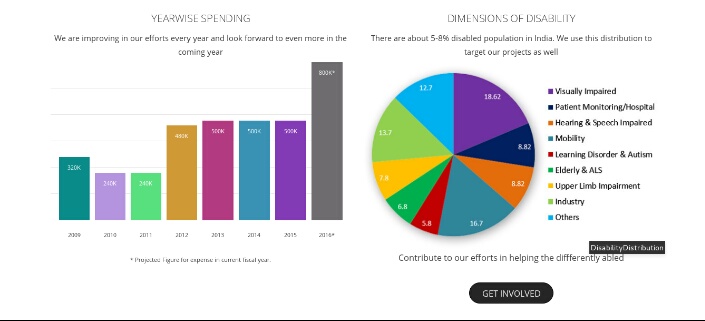 YEARWISE SPENDING
We are improving in our efforts every year and look forward to even more in the
coming year
800K*
320K
240K
240K
480K
500K
500K
500K
2009
2010
2011
2012
2013
2014
2015
2016*
* Projected Figure for expense in current fiscal year.
DIMENSIONS OF DISABILITY
There are about 5-8% disabled population in India. We use this distribution to
target our projects as well
12.7
18.62
13.7
8.82
7.8
8.82
6.8
5.8
16.7
Visually Impaired
Patient Monitoring/Hospital
Hearing & Speech Impaired
Mobility
Learning Disorder & Autism
Elderly & ALS
Upper Limb Impairment
Industry
Others
DisabilityDistribution
Contribute to our efforts in helping the diffferently abled
GET INVOLVED